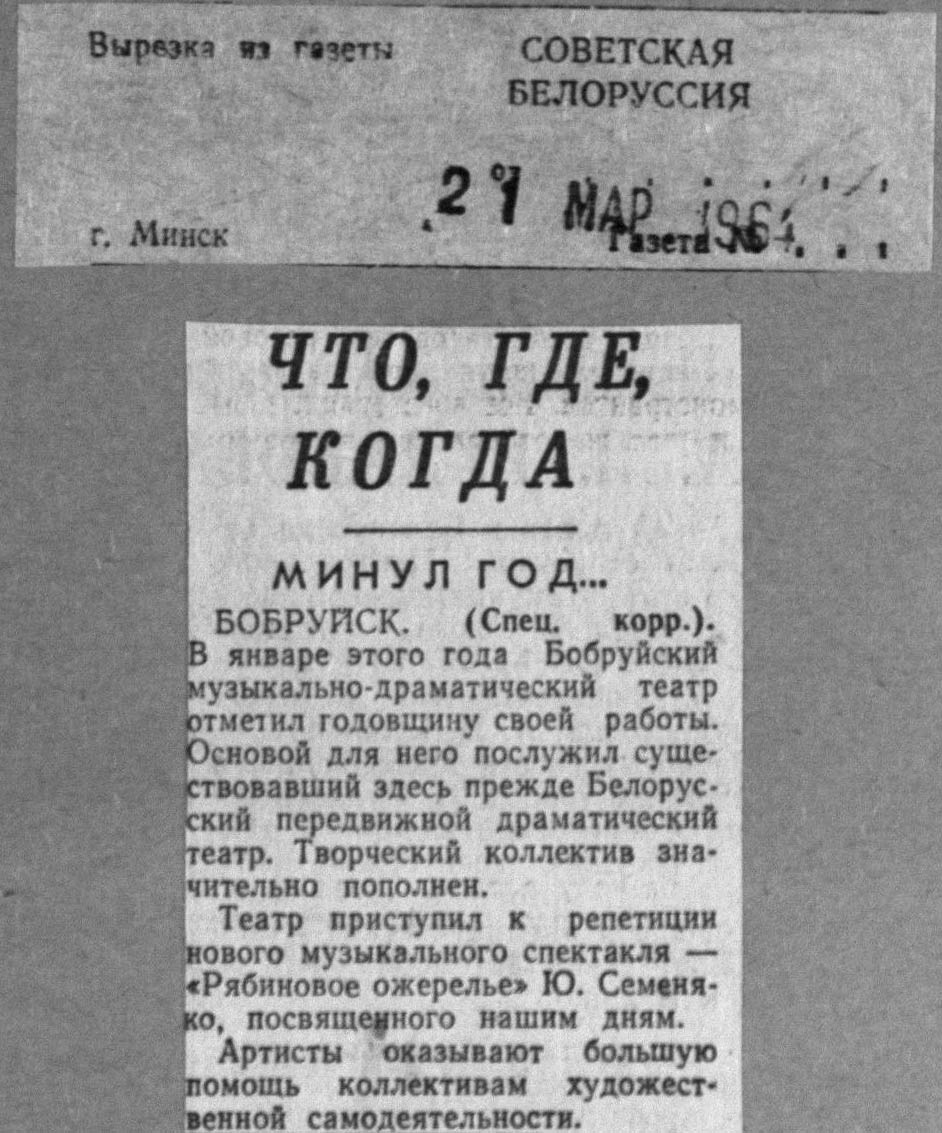 Вырезка из газеты
СОВЕТСКАЯ
БЕЛОРУССИЯ
21 МАР 1964
г. Минск
Газета №
ЧТО, ГДЕ,
КОГДА
МИНУЛ ГОД...
БОБРУЙСК. (Спец. корр.).
В январе этого года Бобруйский
музыкально-драматический театр
отметил годовщину своей работы.
Основой для него послужил суще-
ствовавший здесь прежде Белорус-
ский передвижной драматический
театр. Творческий коллектив зна-
чительно пополнен.
Театр приступил к репетиции
нового музыкального спектакля —
«Рябиновое ожерелье» Ю. Семеня-
ко, посвященного нашим дням.
Артисты оказывают большую
помощь коллективам художест-
венной самодеятельности.